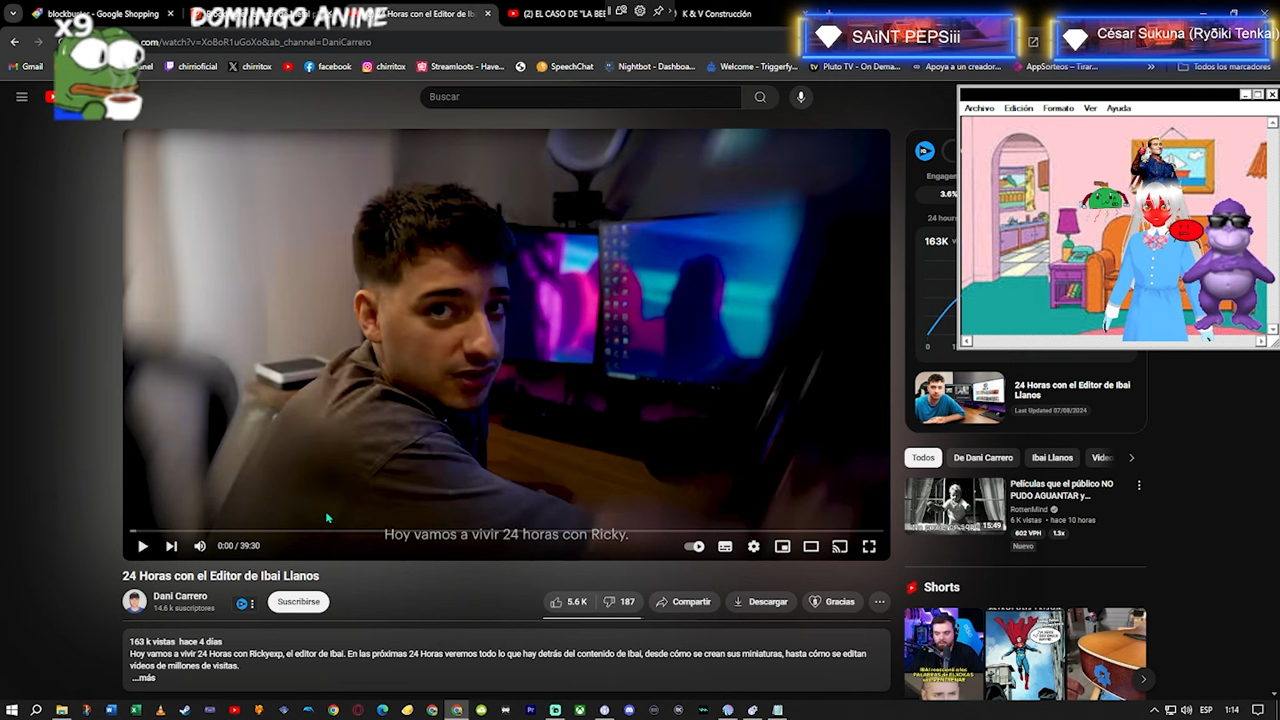 DOMINGO ANIME
x9
blockbuster - Google Shopping
24 Horas con el Editor de Ib
(2) EL CASO DE "LA BEB
K & V Comunicación
SAiNT PEPSiii
César Sukuna (Ryōiki Tenkai)
ab_channel=DaniCarrero
Gmail
chirrioficial
chirritox
facebook
chirritox
SpeechChat
Nightbot - Dashboa...
Welcome - Triggerfy...
Pluto TV - On Dema...
Apoya a un creador...
AppSorteos – Tirar...
Todos los marcadores
Buscar
Archivo Edición Formato Ver Ayuda
Engagem
3.6%
24 hours
163K
0
24 Horas con el Editor de Ibai
Llanos
Last Updated 07/08/2024
Todos
De Dani Carrero
Ibai Llanos
Películas que el público NO
PUDO AGUANTAR y...
RottenMind
6 K vistas • hace 10 horas
602 VPH
1.3x
Nuevo
15:49
Hoy vamos a vivir 24 horas con
0:00 / 39:30
24 Horas con el Editor de Ibai Llanos
Dani Carrero
14.6 k suscriptores
Suscribirse
5.6 K
187
Compartir
Descargar
Gracias
Shorts
163 k vistas hace 4 días
Hoy vamos a vivir 24 Horas con Rickyexp, el editor de Ibai. En las próximas 24 horas veremos todo lo que hay detrás del contenido de Ibai, desde cómo se crean sus miniaturas, hasta cómo se editan
vídeos de millones de visitas.
...más
ESP
1:14